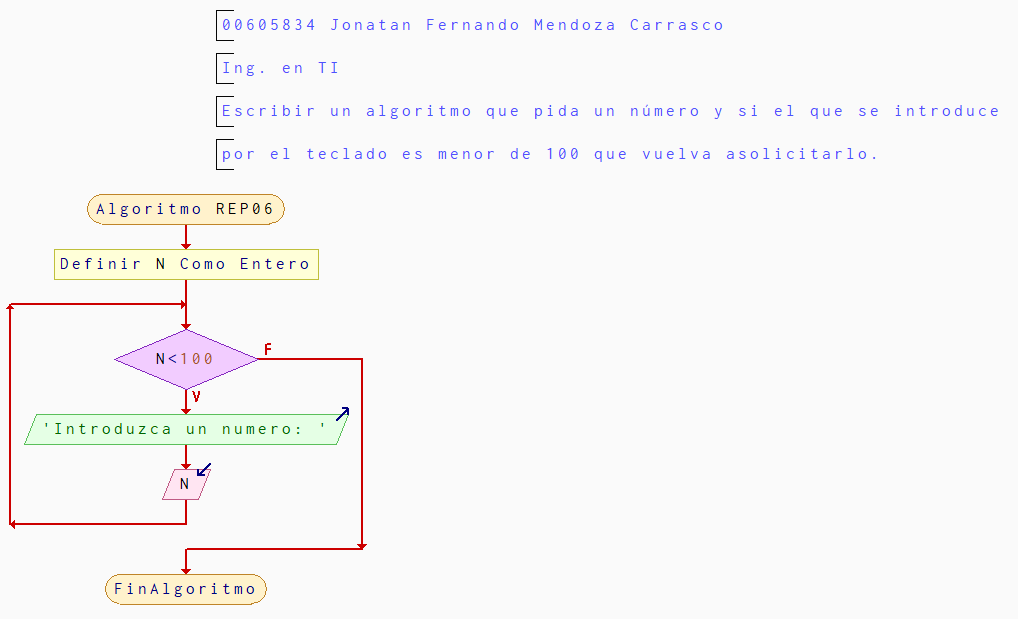 00605834 Jonatan Fernando Mendoza Carrasco
Ing. en TI
Escribir un algoritmo que pida un número y si el que se introduce
por el teclado es menor de 100 que vuelva asolicitarlo.
Algoritmo REP06
Definir N Como Entero
N<100
F
V
'Introduzca un numero: '
N
FinAlgoritmo